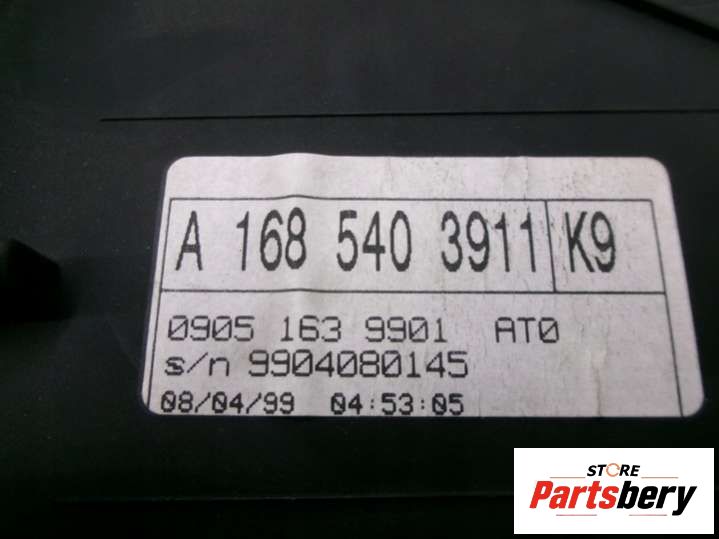 A 168 540 3911 K9
0905 163 9901 AT0
s/n 9904080145
08/04/99 04:53:05
STORE
Partsbery